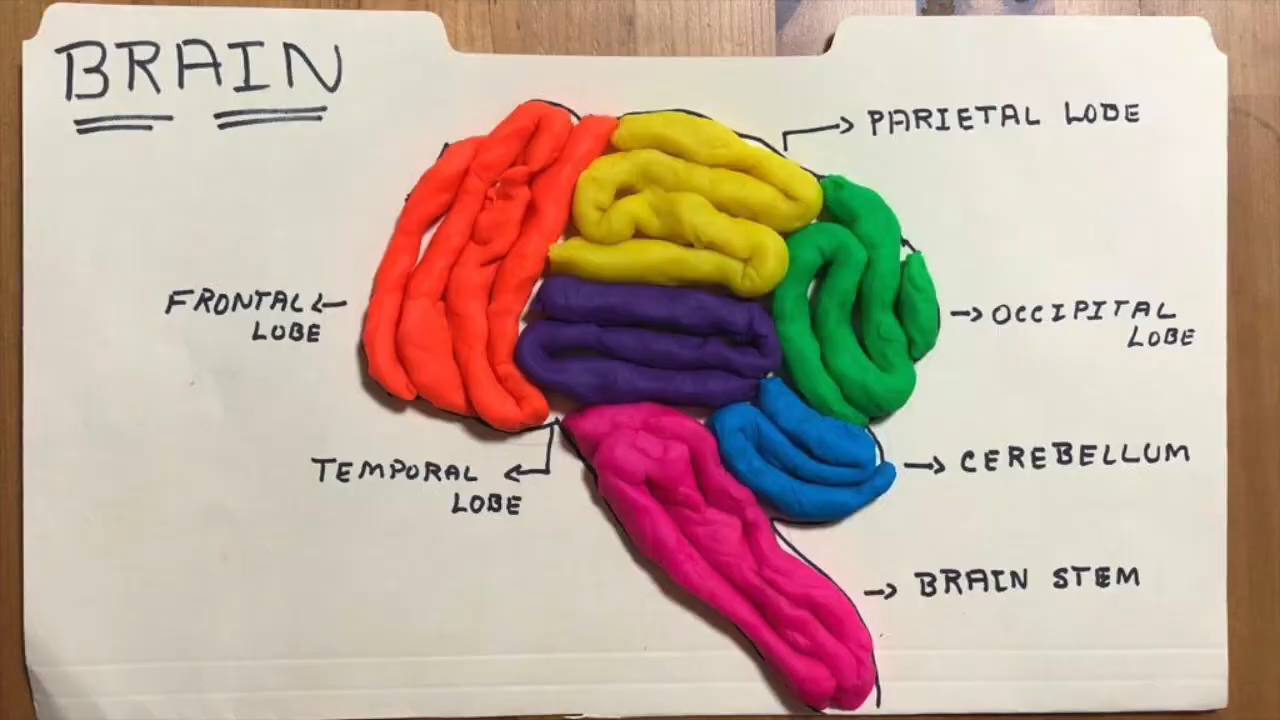 BRAIN
PARIETAL LOBE
FRONTAL
LOBE
OCCIPITAL
LOBE
TEMPORAL
LOBE
CEREBELLUM
BRAIN STEM